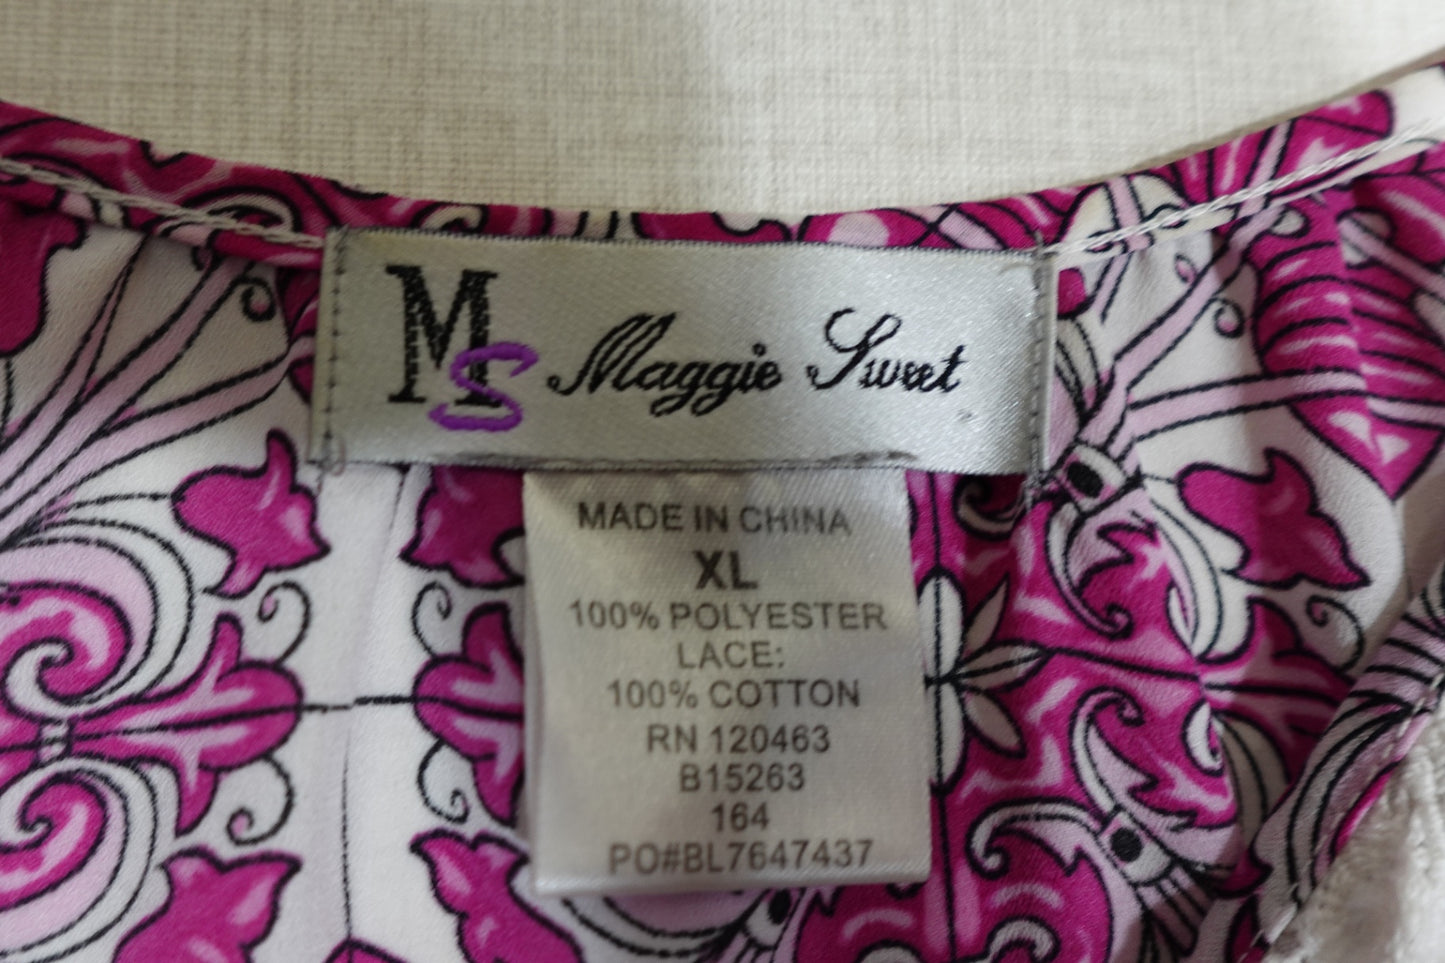 MS Maggie Sweet
MADE IN CHINA
XL
100% POLYESTER
LACE:
100% COTTON
RN 120463
B15263
164
PO#BL7647437